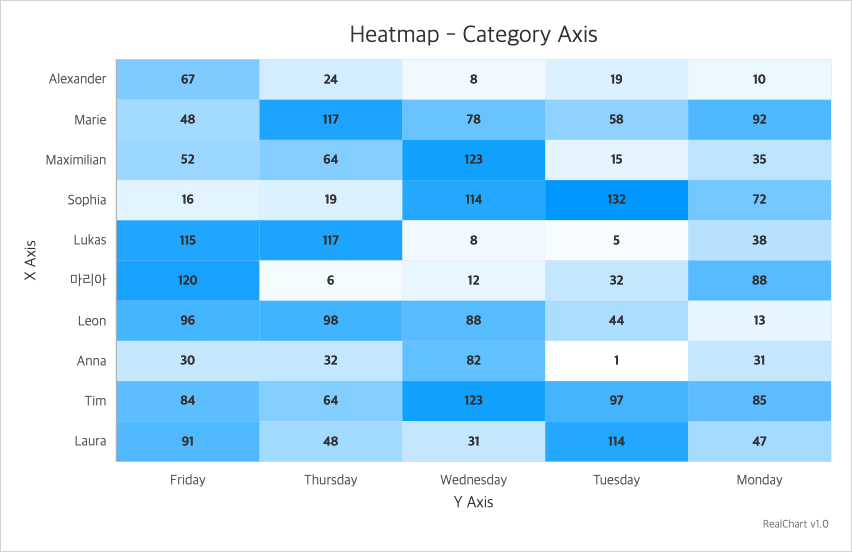 Heatmap - Category Axis
Alexander 67 24 8 19 10
Marie 48 117 78 58 92
Maximilian 52 64 123 15 35
Sophia 16 19 114 132 72
Lukas 115 117 8 5 38
마리아 120 6 12 32 88
Leon 96 98 88 44 13
Anna 30 32 82 1 31
Tim 84 64 123 97 85
Laura 91 48 31 114 47
X Axis
Friday Thursday Wednesday Tuesday Monday
Y Axis
RealChart v1.0